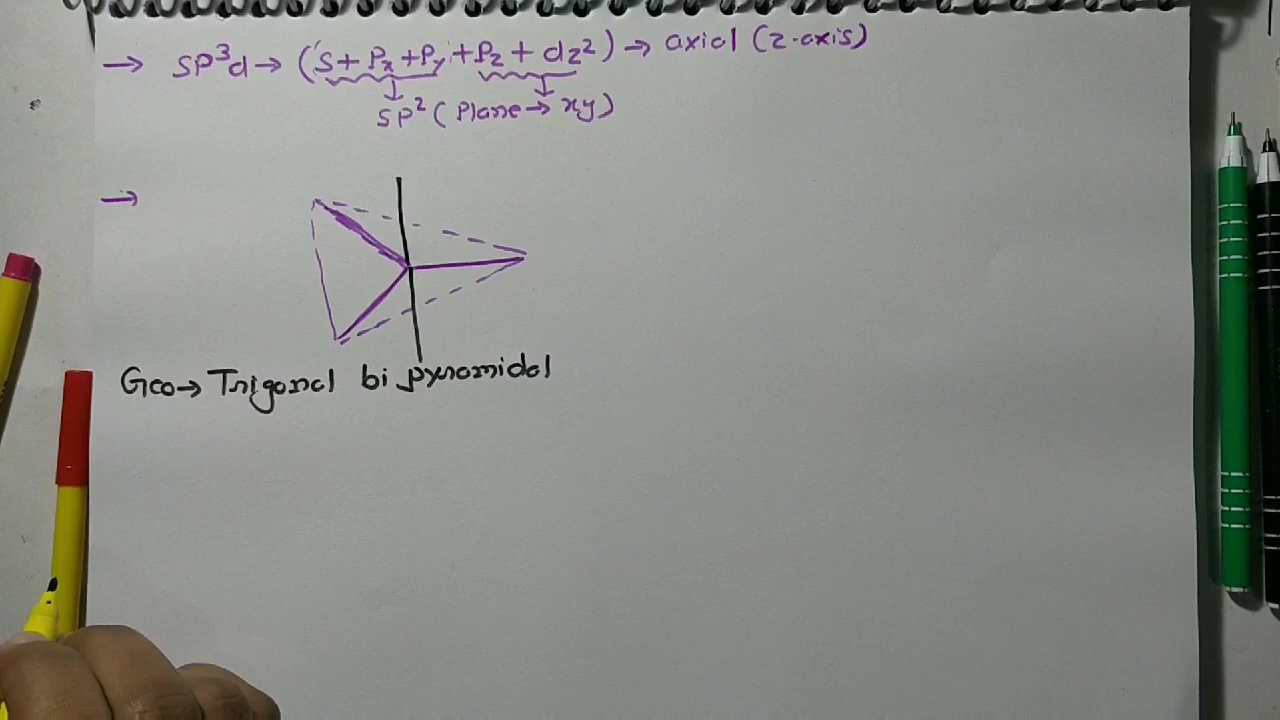 → SP³d → (s + Px + Py + Pz + dz²) → axial (z-axis)
SP² (Plane → xy)
→
Geo → Trigonal bi pyramidal